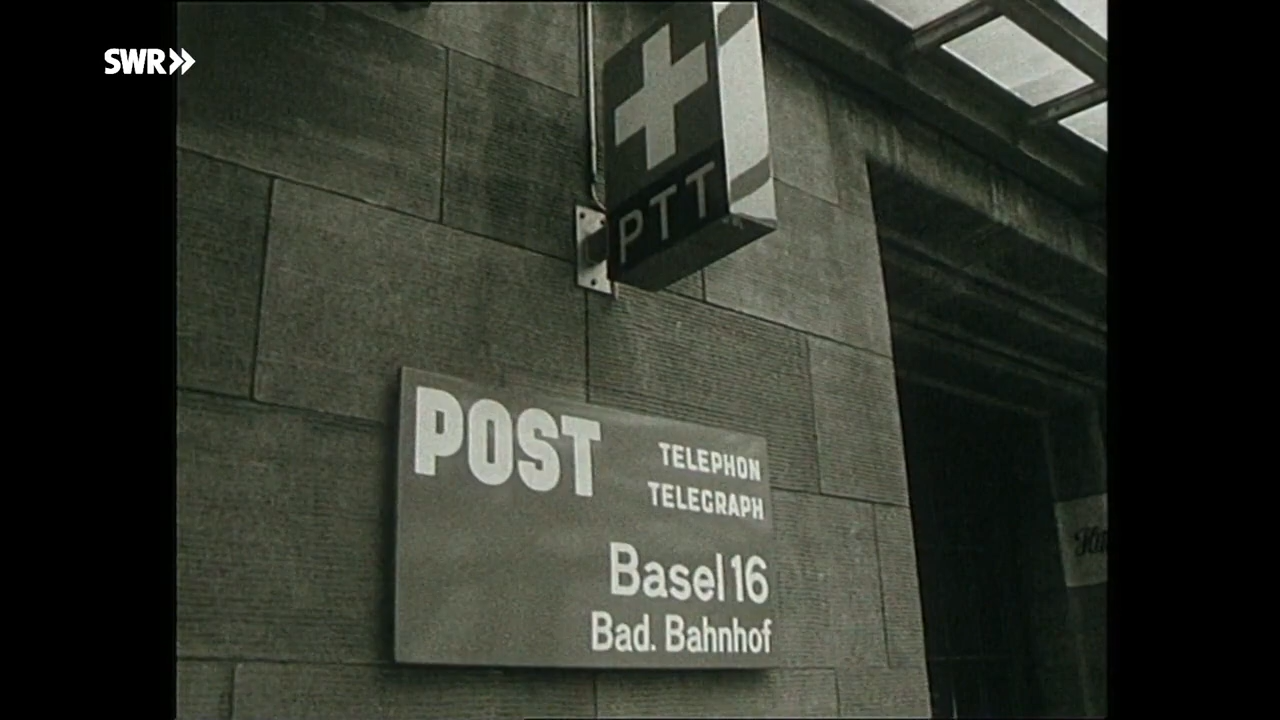 SWR»
PTT
POST
TELEPHON
TELEGRAPH
Basel 16
Bad. Bahnhof